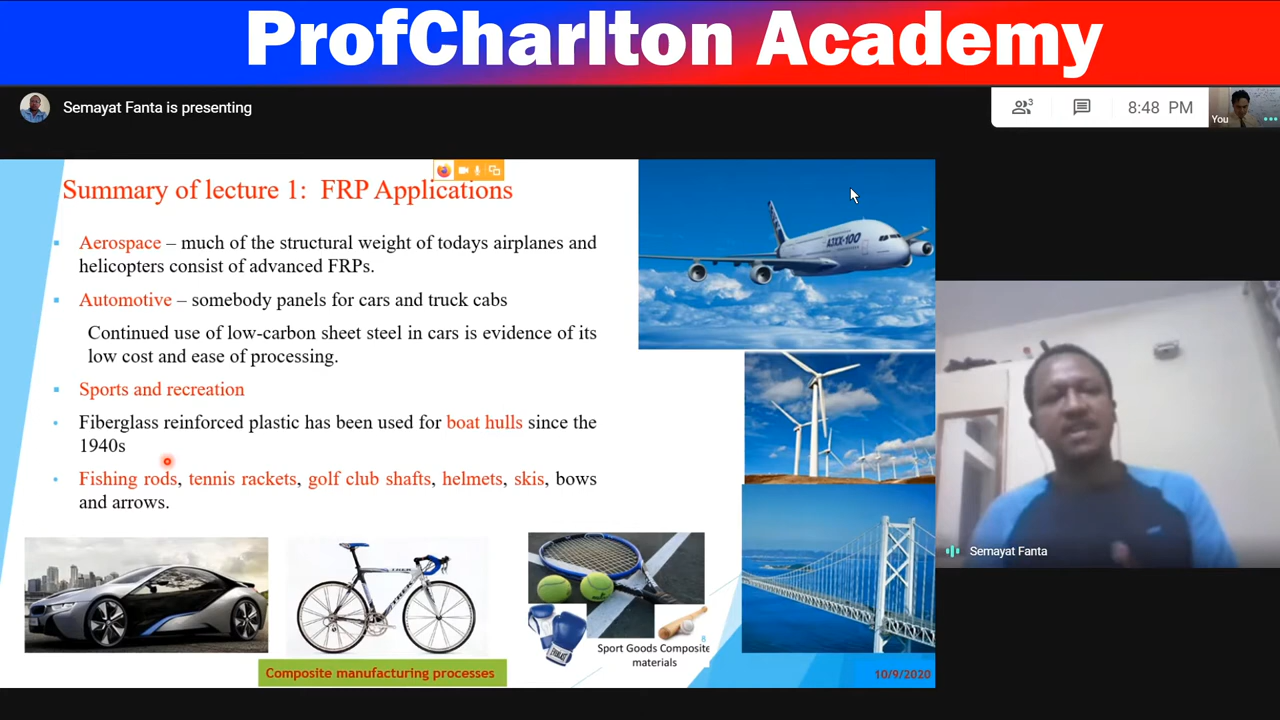 ProfCharlton Academy
Semayat Fanta is presenting
3
8:48 PM
You
Summary of lecture 1: FRP Applications
Aerospace – much of the structural weight of todays airplanes and
helicopters consist of advanced FRPs.
Automotive – somebody panels for cars and truck cabs
Continued use of low-carbon sheet steel in cars is evidence of its
low cost and ease of processing.
Sports and recreation
Fiberglass reinforced plastic has been used for boat hulls since the
1940s
Fishing rods, tennis rackets, golf club shafts, helmets, skis, bows
and arrows.
AJAX-100
Semayat Fanta
TREK
EVERLAST
8
Sport Goods Composite
materials
Composite manufacturing processes
10/9/2020